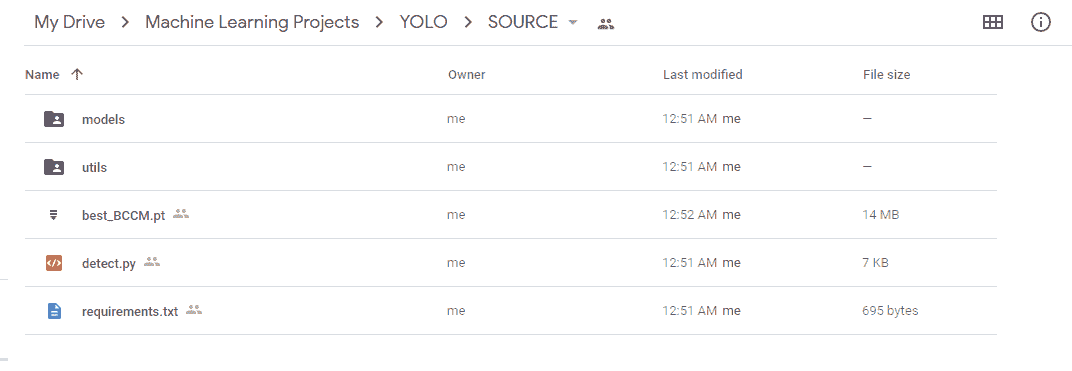 My Drive > Machine Learning Projects > YOLO > SOURCE
Name Owner Last modified File size
models me 12:51 AM me —
utils me 12:51 AM me —
best_BCCM.pt me 12:52 AM me 14 MB
detect.py me 12:51 AM me 7 KB
requirements.txt me 12:51 AM me 695 bytes